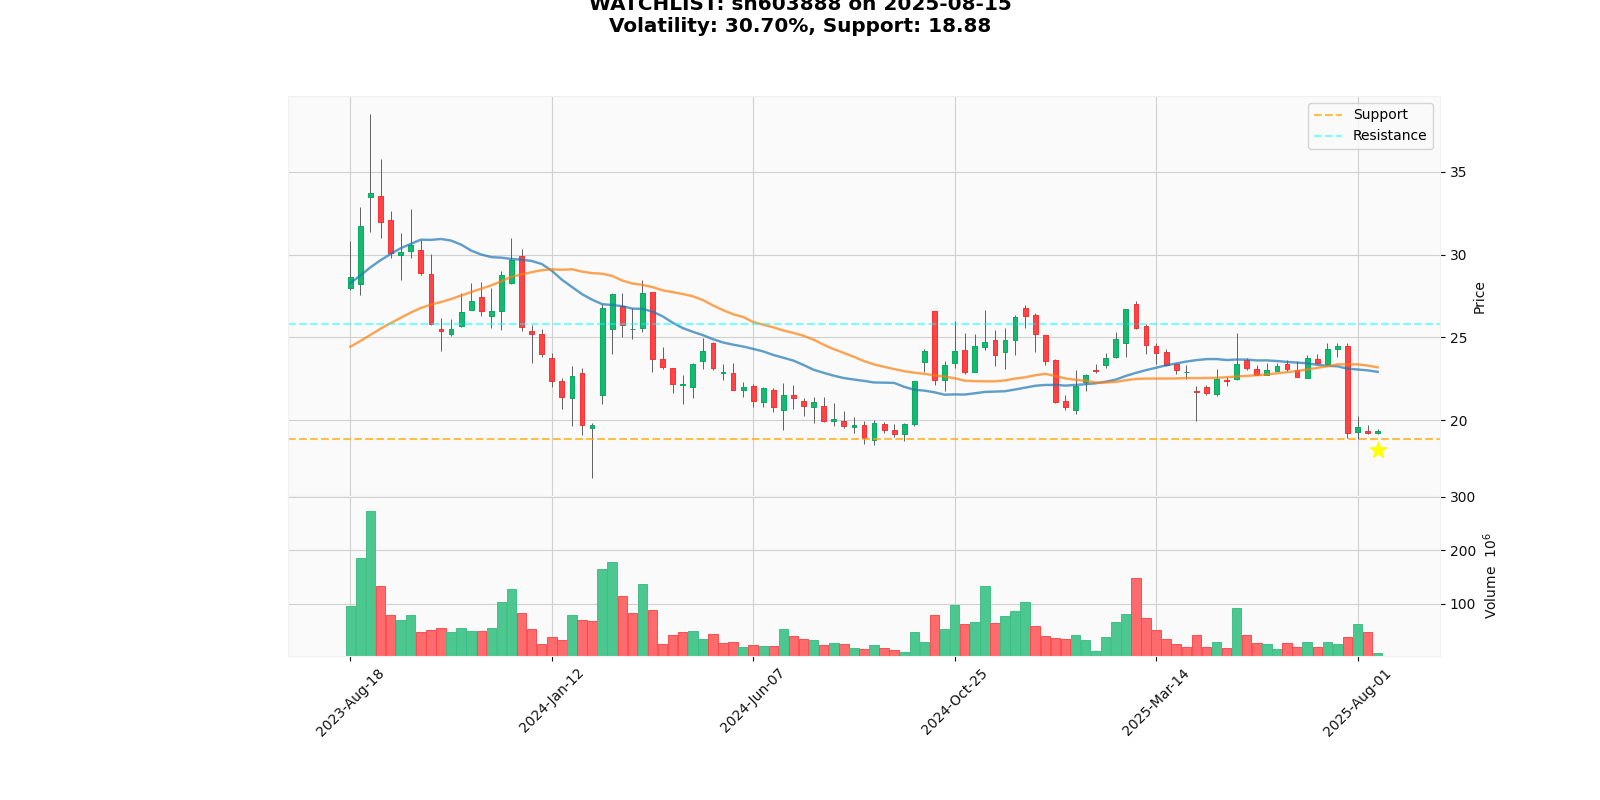 WATCHLIST: sh603888 on 2025-08-15
Volatility: 30.70%, Support: 18.88
Support
Resistance
35
30
25
20
Price
300
200
100
Volume 10^6
2023-Aug-18
2024-Jan-12
2024-Jun-07
2024-Oct-25
2025-Mar-14
2025-Aug-01